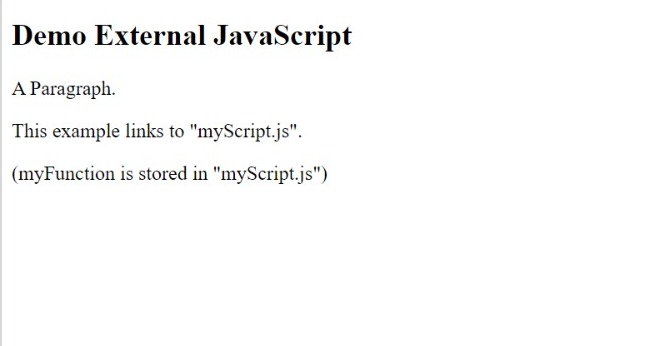 Demo External JavaScript
A Paragraph.
This example links to "myScript.js".
(myFunction is stored in "myScript.js")